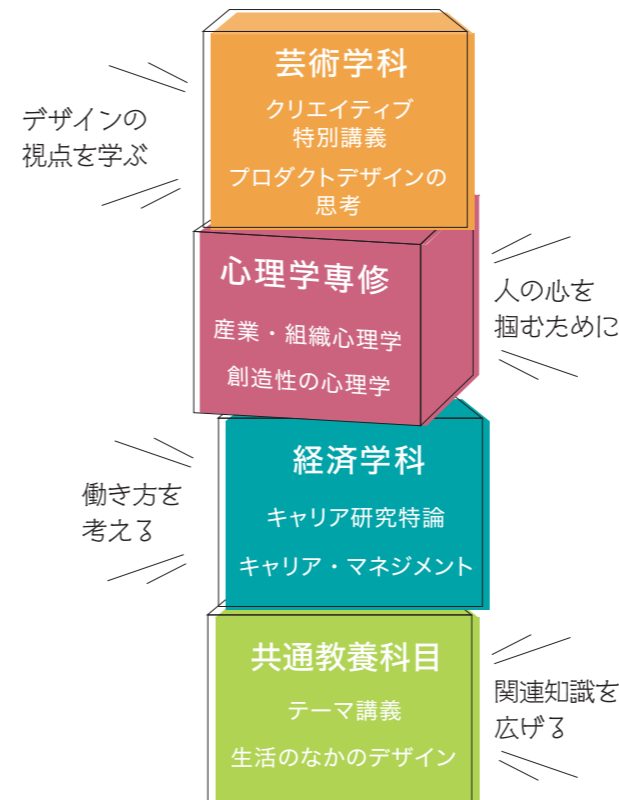 芸術学科
クリエイティブ
特別講義
プロダクトデザインの
思考
デザインの
視点を学ぶ
心理学専修
産業・組織心理学
創造性の心理学
人の心を
掴むために
経済学科
キャリア研究特論
キャリア・マネジメント
働き方を
考える
共通教養科目
テーマ講義
生活のなかのデザイン
関連知識を
広げる